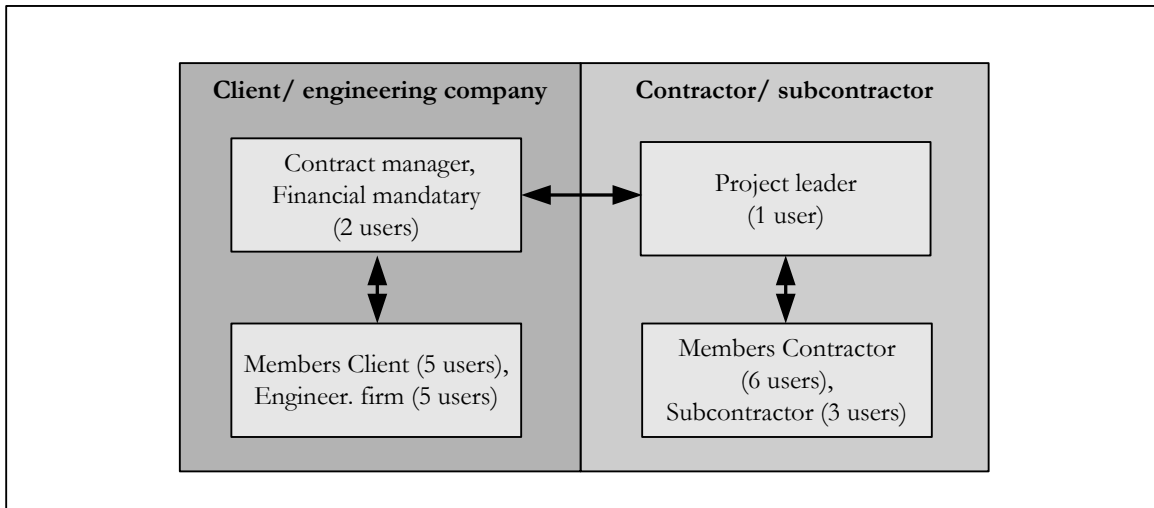 Client/ engineering company
Contract manager,
Financial mandatary
(2 users)
Members Client (5 users),
Engineer. firm (5 users)
Contractor/ subcontractor
Project leader
(1 user)
Members Contractor
(6 users),
Subcontractor (3 users)